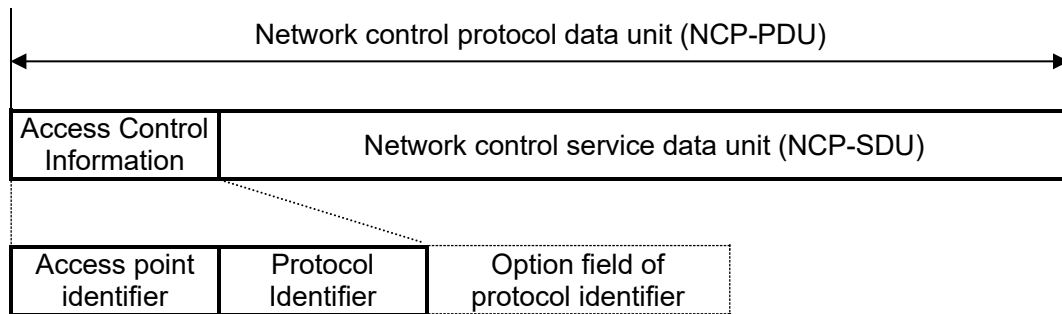 Network control protocol data unit (NCP-PDU)
Access Control
Information
Network control service data unit (NCP-SDU)
Access point
identifier
Protocol
Identifier
Option field of
protocol identifier